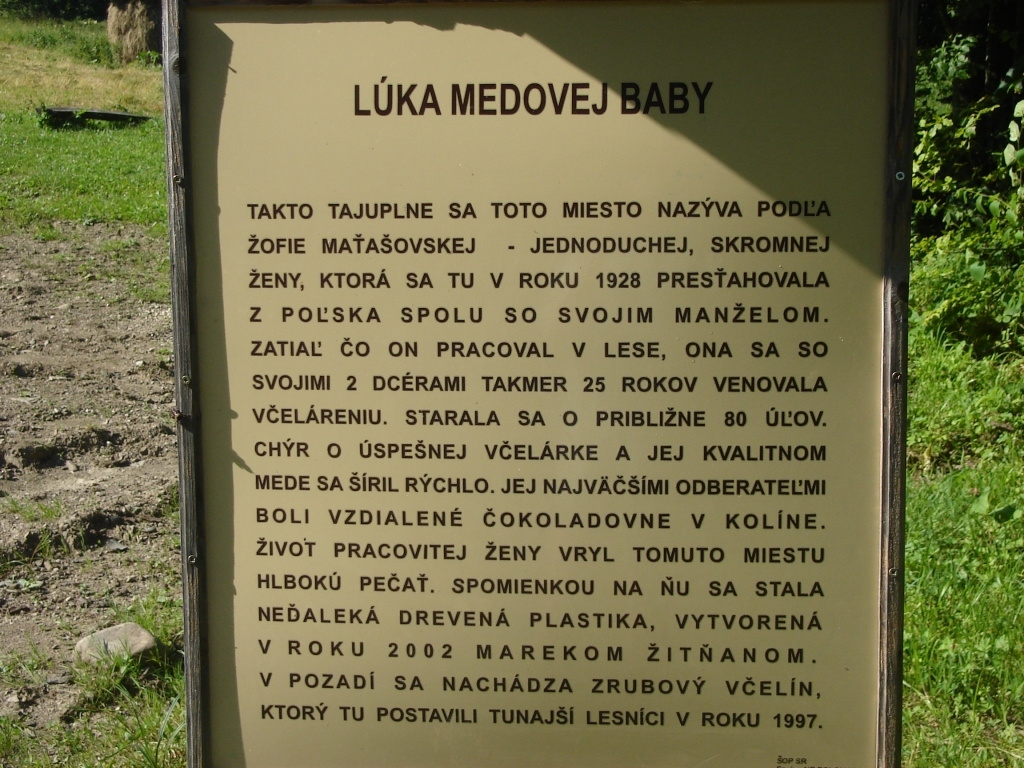 LÚKA MEDOVEJ BABY
TAKTO TAJUPLNE SA TOTO MIESTO NAZÝVA PODĽA
ŽOFIE MAŤAŠOVSKEJ - JEDNODUCHEJ, SKROMNEJ
ŽENY, KTORÁ SA TU V ROKU 1928 PRESŤAHOVALA
Z POĽSKA SPOLU SO SVOJIM MANŽELOM.
ZATIAĽ ČO ON PRACOVAL V LESE, ONA SA SO
SVOJIMI 2 DCÉRAMI TAKMER 25 ROKOV VENOVALA
VČELÁRENIU. STARALA SA O PRIBLIŽNE 80 ÚĽOV.
CHÝR O ÚSPEŠNEJ VČELÁRKE A JEJ KVALITNOM
MEDE SA ŠÍRIL RÝCHLO. JEJ NAJVÄČŠÍMI ODBERATEĽMI
BOLI VZDIALENÉ ČOKOLADOVNE V KOLÍNE.
ŽIVOT PRACOVITEJ ŽENY VRYL TOMUTO MIESTU
HLBOKÚ PEČAŤ. SPOMIENKOU NA ŇU SA STALA
NEĎALEKÁ DREVENÁ PLASTIKA, VYTVORENÁ
V ROKU 2002 MAREKOM ŽITŇANOM.
V POZADÍ SA NACHÁDZA ZRUBOVÝ VČELÍN,
KTORÝ TU POSTAVILI TUNAJŠÍ LESNÍCI V ROKU 1997.
ŠOP SR